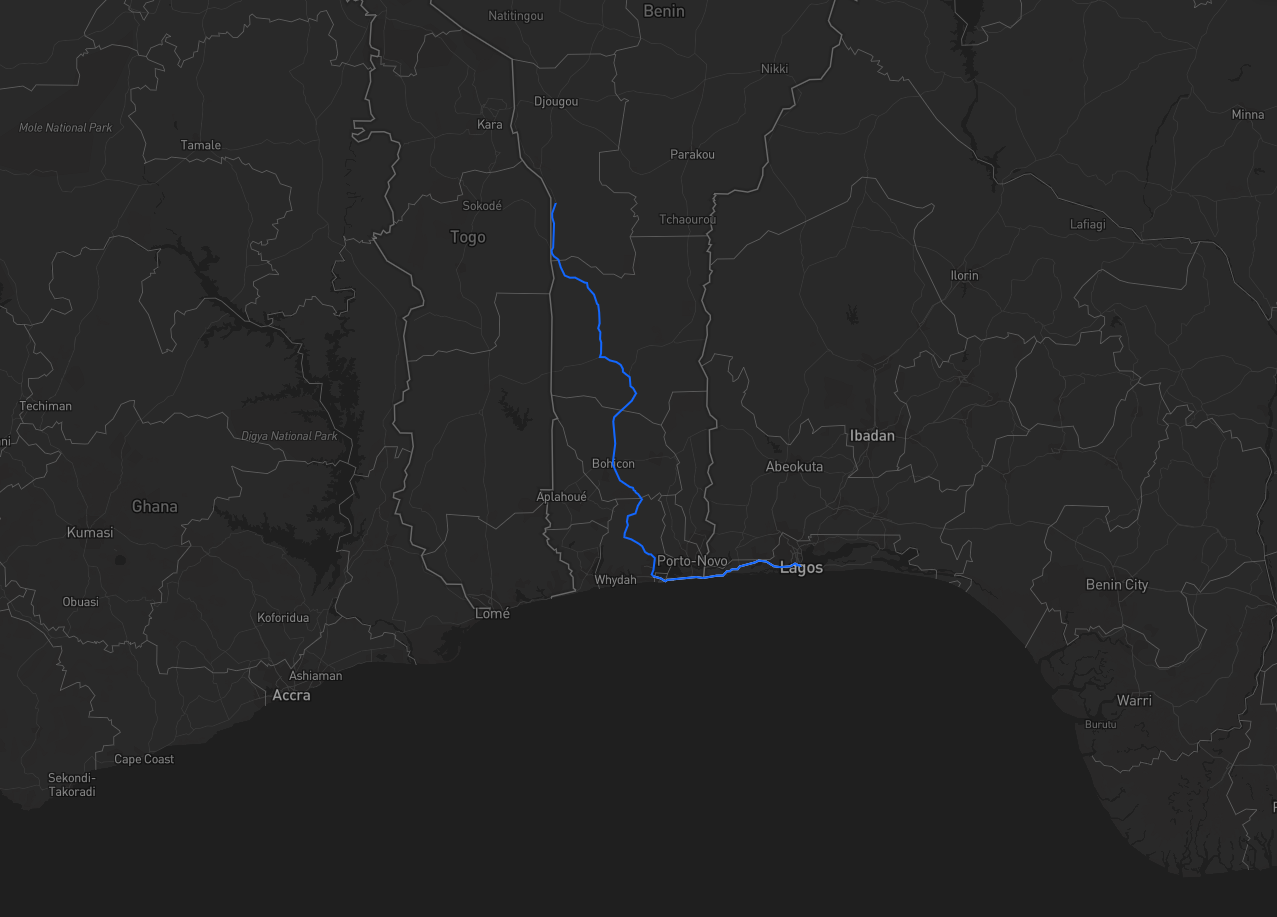 Natitingou
Benin
Nikki
Djougou
Minna
Kara
Mole National Park
Tamale
Parakou
Sokodé
Tchaourou
Lafiagi
Togo
Ilorin
Techiman
Digya National Park
Ibadan
ni
Bohicon
Abeokuta
Aplahoué
Ghana
Kumasi
Porto-Novo
Lagos
Whydah
Benin City
Obuasi
Lomé
Koforidua
Ashiaman
Accra
Warri
Burutu
Cape Coast
Sekondi-
Takoradi